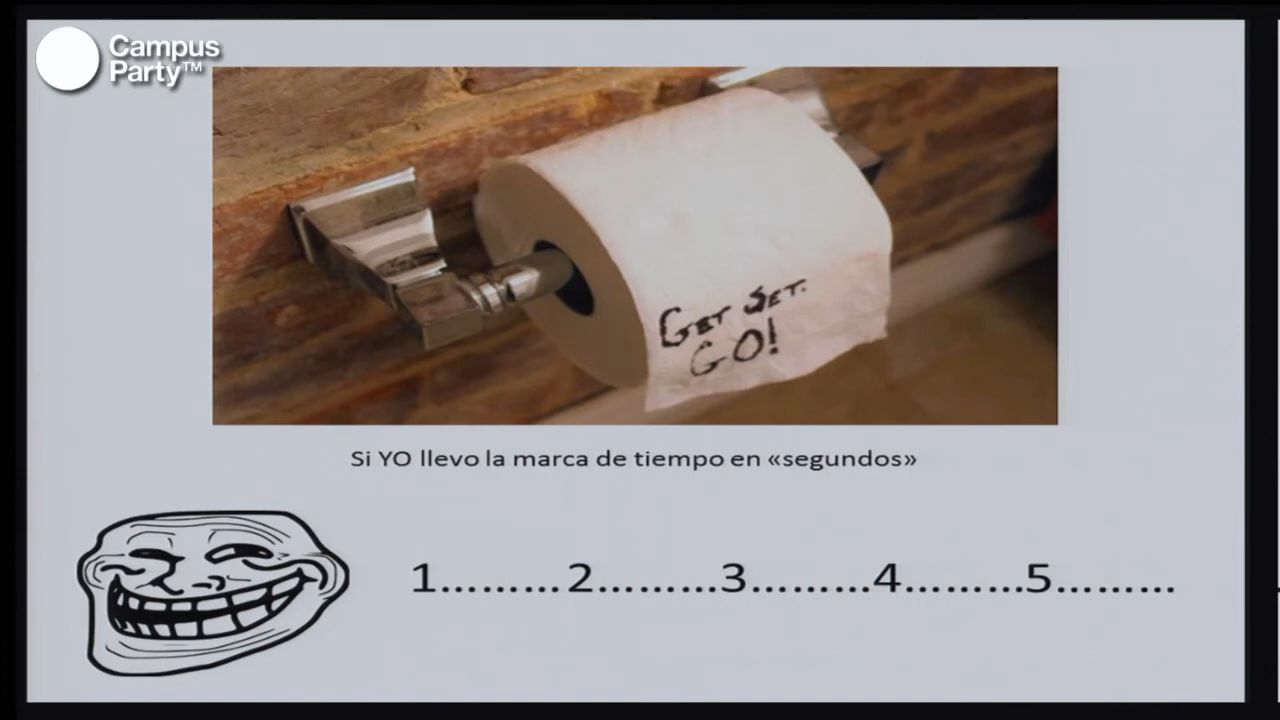 Campus
Party™
GET SET.
GO!
Si YO llevo la marca de tiempo en «segundos»
1.........2.........3.........4.........5.........